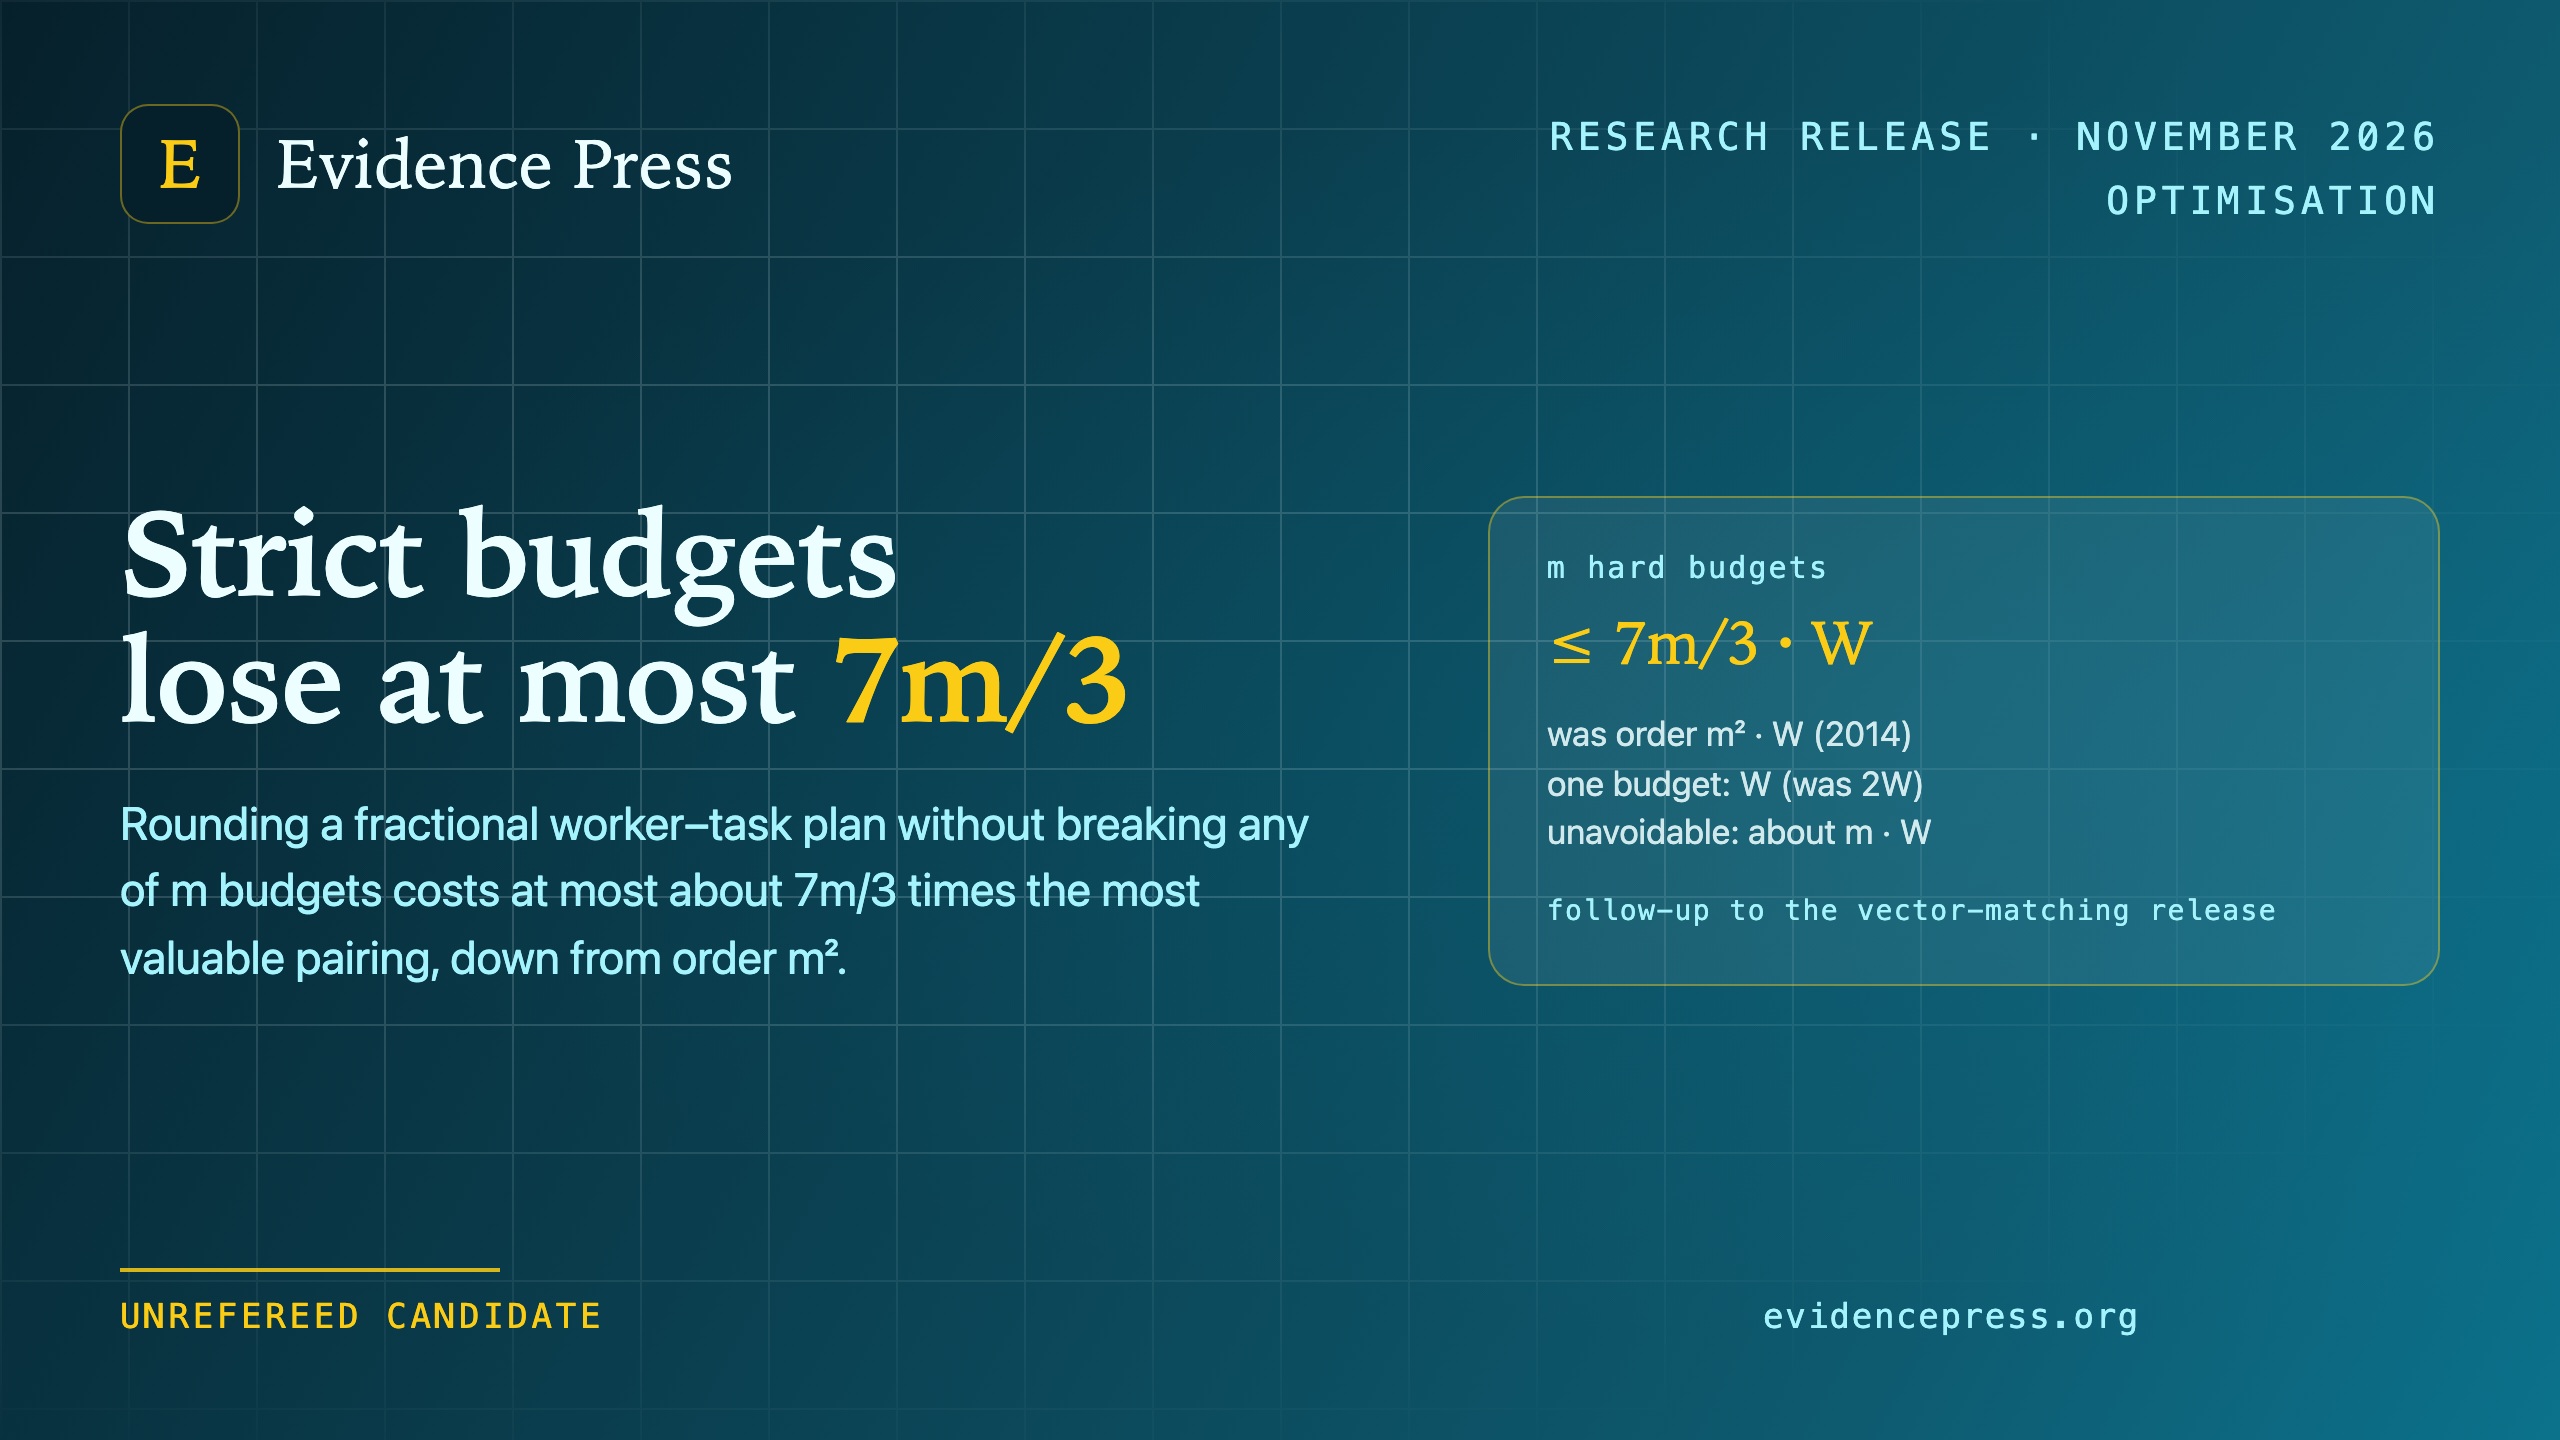 E
Evidence Press
RESEARCH RELEASE · NOVEMBER 2026
OPTIMISATION
Strict budgets
lose at most 7m/3
Rounding a fractional worker–task plan without breaking any
of m budgets costs at most about 7m/3 times the most
valuable pairing, down from order m².
m hard budgets
≤ 7m/3 · W
was order m² · W (2014)
one budget: W (was 2W)
unavoidable: about m · W
follow-up to the vector-matching release
UNREFEREED CANDIDATE
evidencepress.org